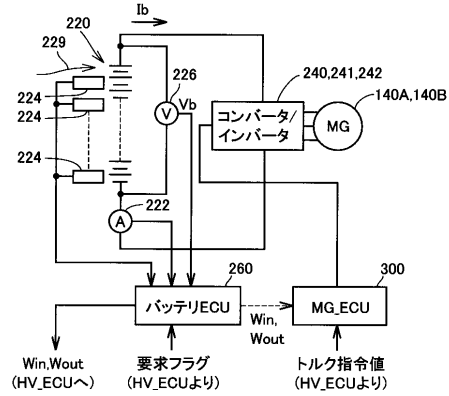 Ib
220
229
224
224
224
226
V
Vb
222
A
240,241,242
コンバータ/
インバータ
140A,140B
MG
260
バッテリECU
Win,
Wout
300
MG_ECU
Win,Wout
(HV_ECUへ)
要求フラグ
(HV_ECUより)
トルク指令値
(HV_ECUより)